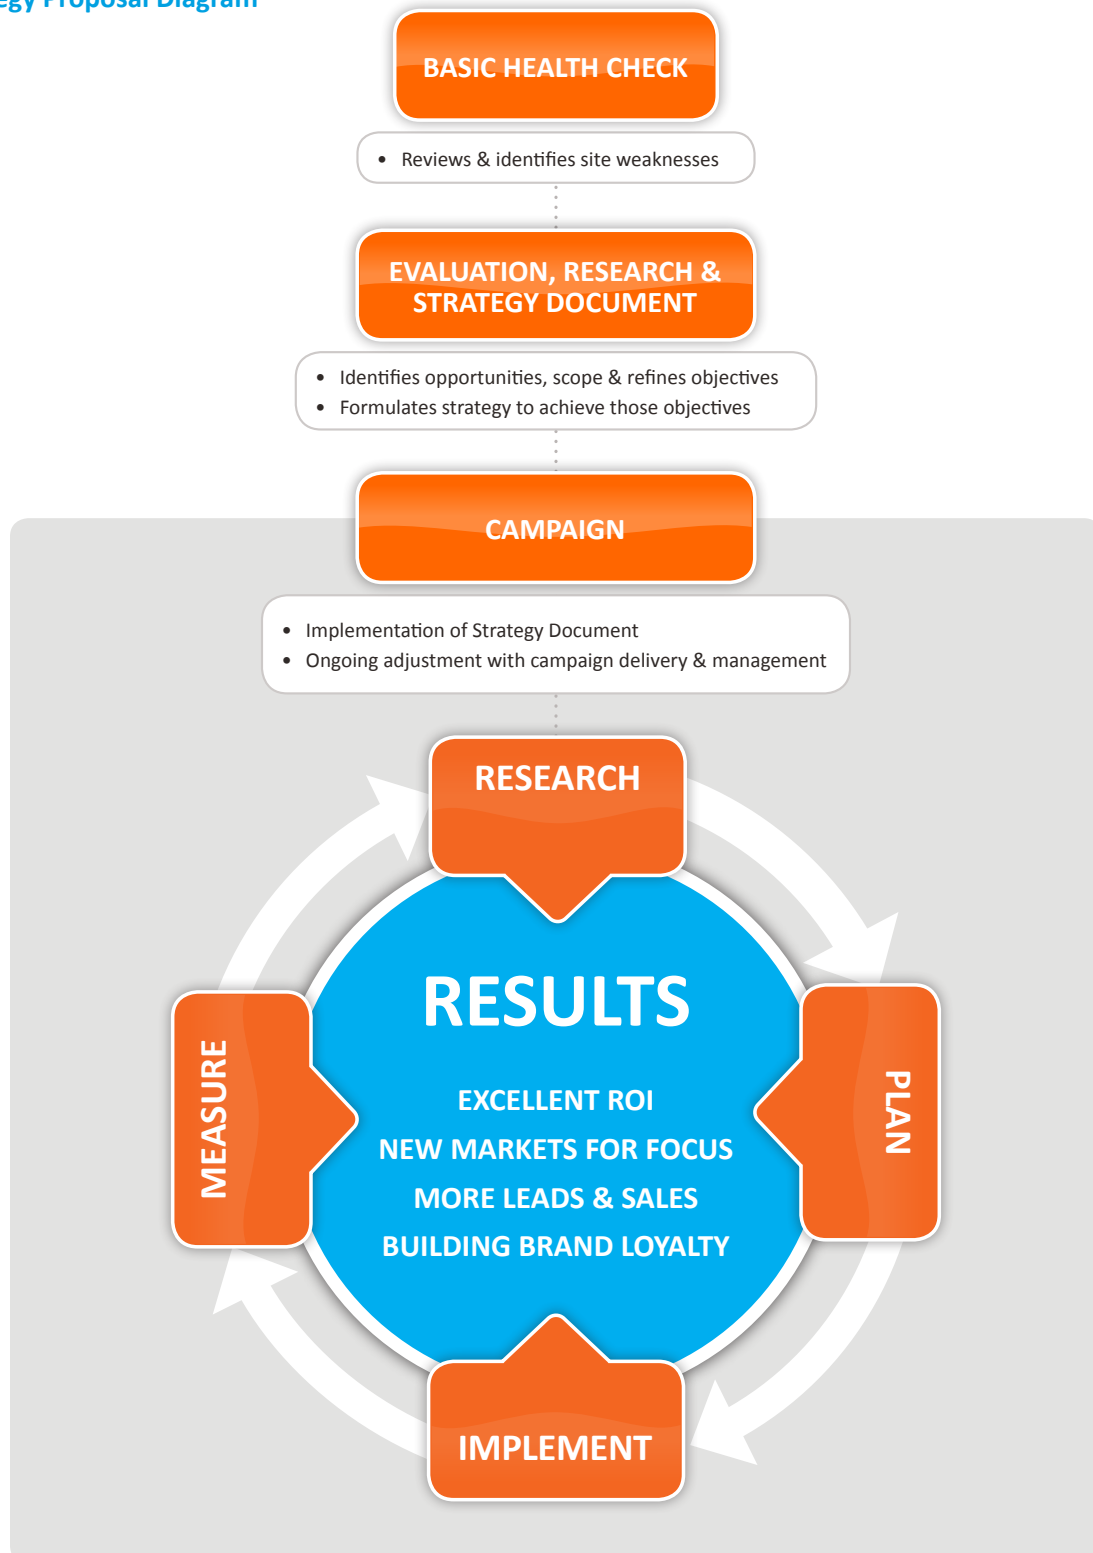 Proposal Diagram
BASIC HEALTH CHECK
• Reviews & identifies site weaknesses
EVALUATION, RESEARCH &
STRATEGY DOCUMENT
• Identifies opportunities, scope & refines objectives
• Formulates strategy to achieve those objectives
CAMPAIGN
• Implementation of Strategy Document
• Ongoing adjustment with campaign delivery & management
RESEARCH
PLAN
IMPLEMENT
MEASURE
RESULTS
EXCELLENT ROI
NEW MARKETS FOR FOCUS
MORE LEADS & SALES
BUILDING BRAND LOYALTY